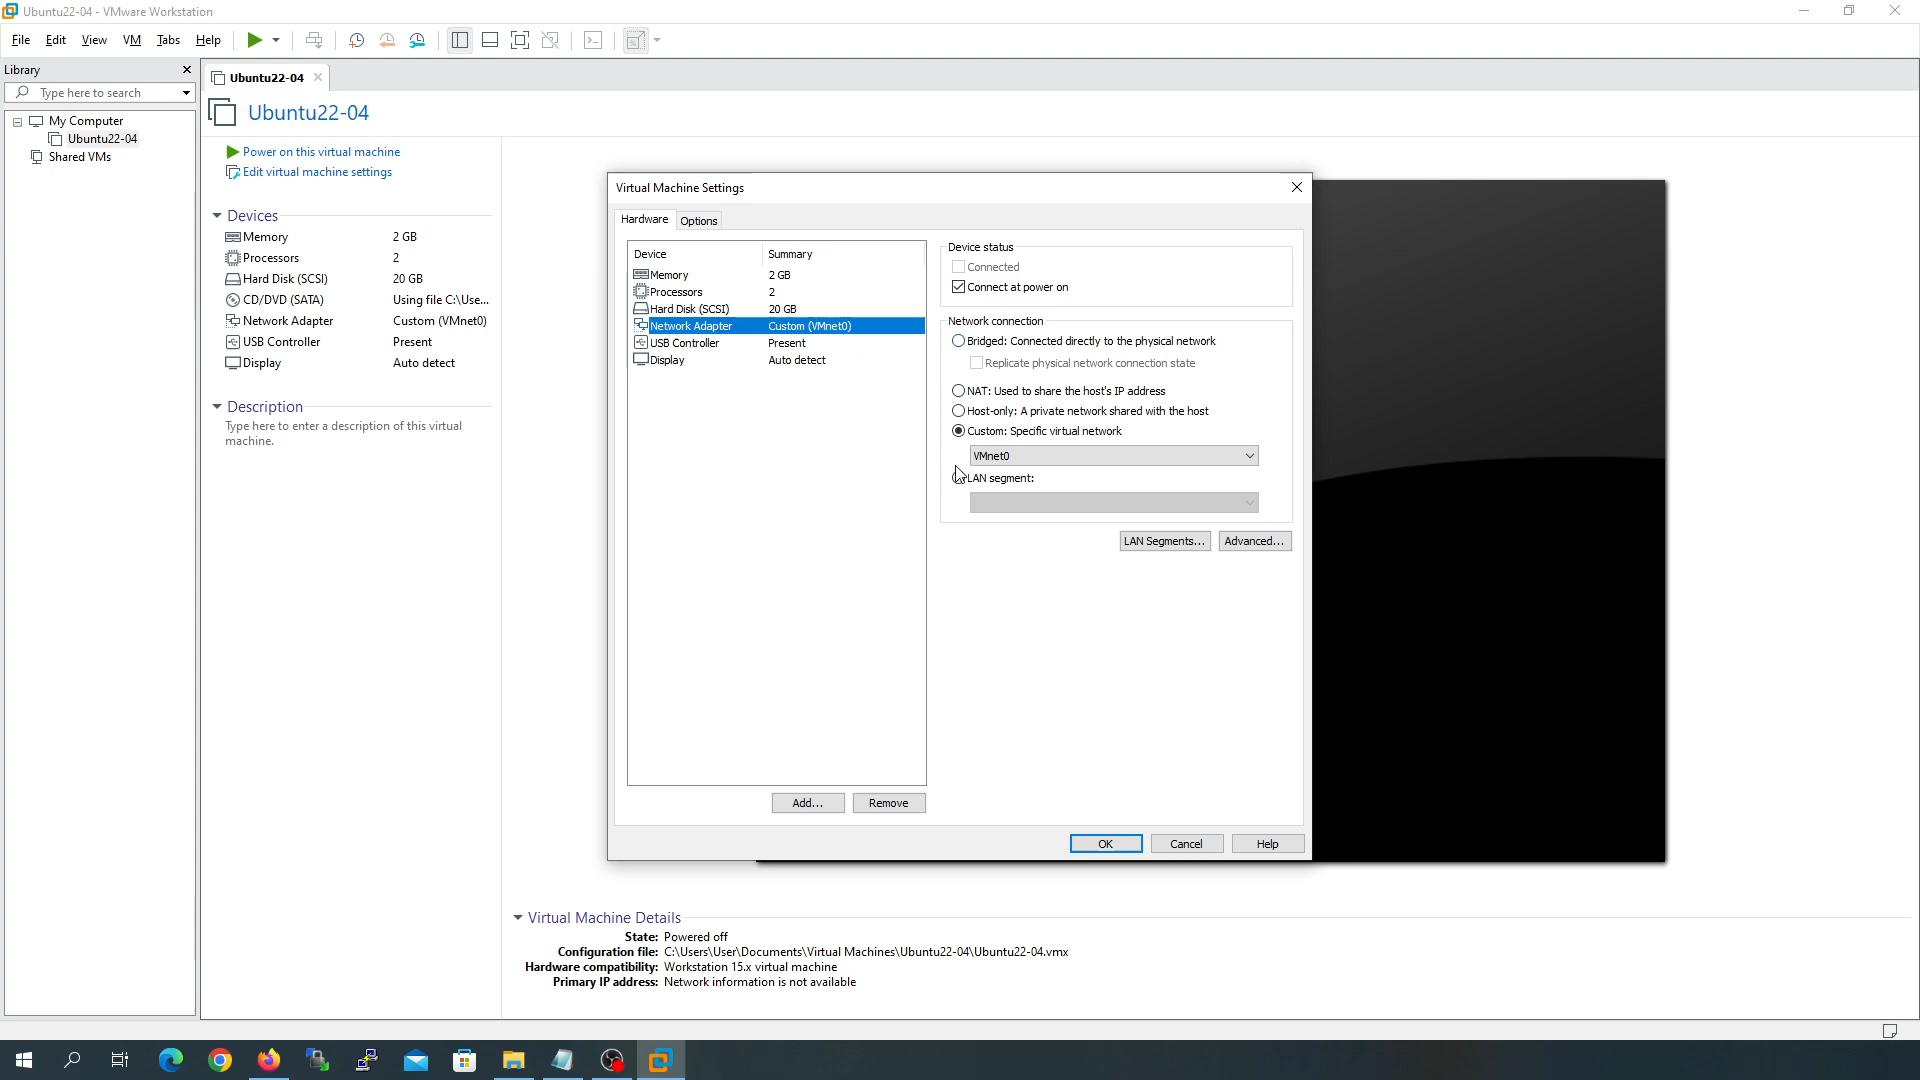 Ubuntu22-04 - VMware Workstation
File Edit View VM Tabs Help
Library
Type here to search
My Computer
Ubuntu22-04
Shared VMs
Ubuntu22-04
Ubuntu22-04
Power on this virtual machine
Edit virtual machine settings
Devices
Memory 2 GB
Processors 2
Hard Disk (SCSI) 20 GB
CD/DVD (SATA) Using file C:\Use...
Network Adapter Custom (VMnet0)
USB Controller Present
Display Auto detect
Description
Type here to enter a description of this virtual
machine.
Virtual Machine Settings
Hardware Options
Device Summary
Memory 2 GB
Processors 2
Hard Disk (SCSI) 20 GB
Network Adapter Custom (VMnet0)
USB Controller Present
Display Auto detect
Add... Remove
Device status
Connected
Connect at power on
Network connection
Bridged: Connected directly to the physical network
Replicate physical network connection state
NAT: Used to share the host's IP address
Host-only: A private network shared with the host
Custom: Specific virtual network
VMnet0
LAN segment:
LAN Segments... Advanced...
OK Cancel Help
Virtual Machine Details
State: Powered off
Configuration file: C:\Users\User\Documents\Virtual Machines\Ubuntu22-04\Ubuntu22-04.vmx
Hardware compatibility: Workstation 15.x virtual machine
Primary IP address: Network information is not available